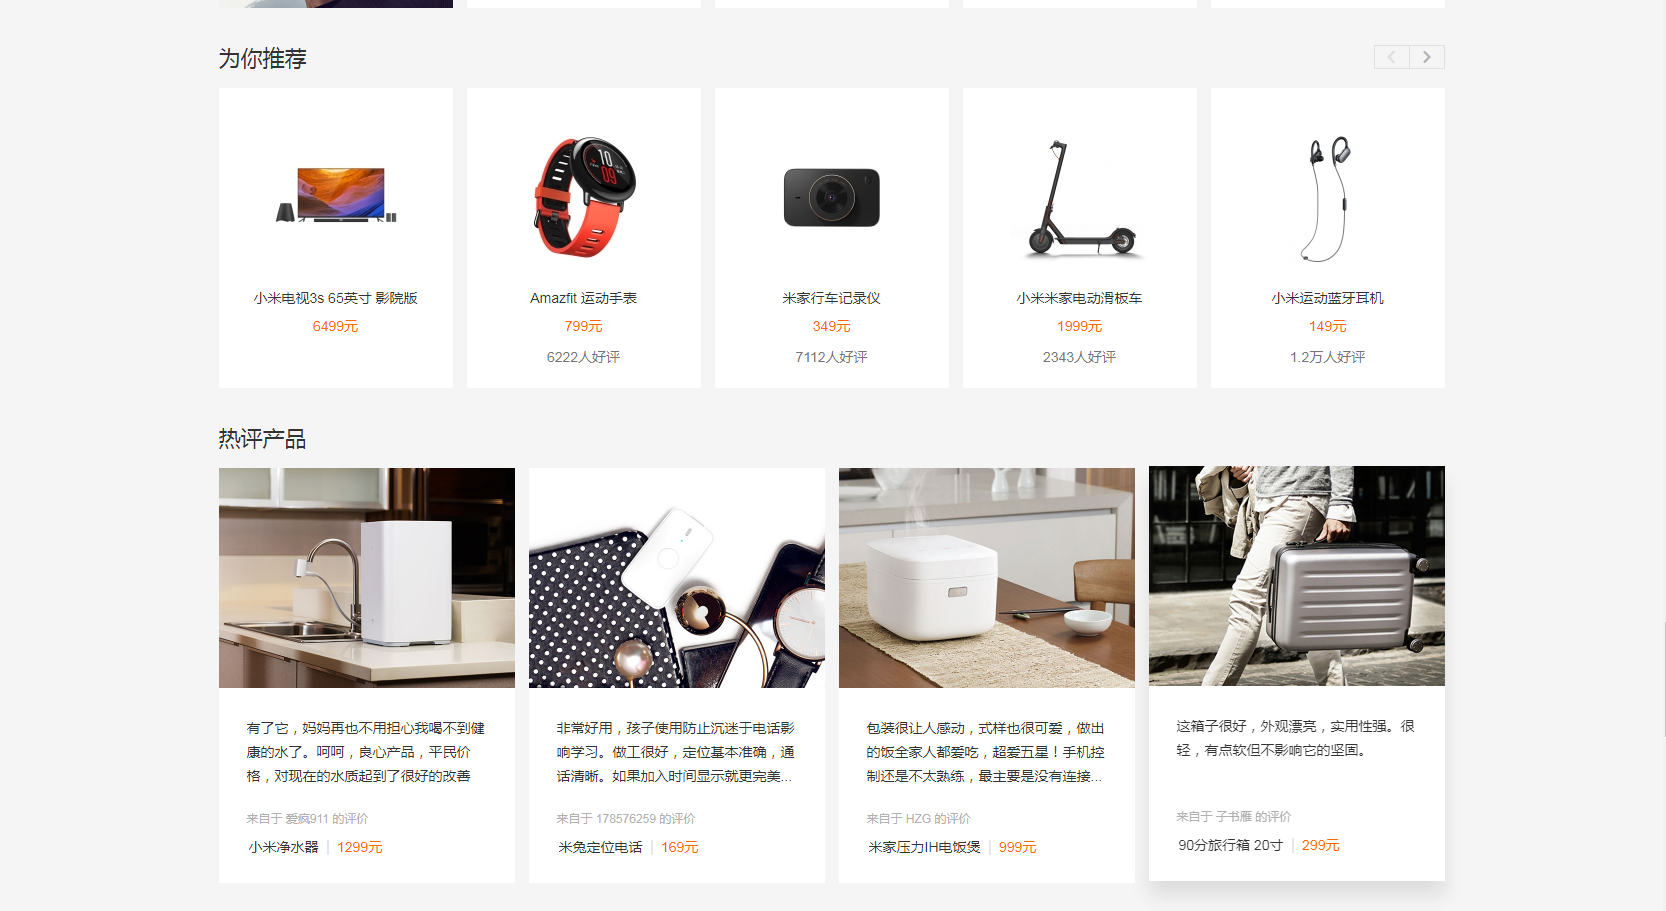 为你推荐
小米电视3s 65英寸 影院版
6499元
Amazfit 运动手表
799元
6222人好评
米家行车记录仪
349元
7112人好评
小米米家电动滑板车
1999元
2343人好评
小米运动蓝牙耳机
149元
1.2万人好评
热评产品
有了它，妈妈再也不用担心我喝不到健
康的水了。呵呵，良心产品，平民价
格，对现在的水质起到了很好的改善
来自于 爱疯911 的评价
小米净水器 | 1299元
非常好用，孩子使用防止沉迷于电话影
响学习。做工很好，定位基本准确，通
话清晰。如果加入时间显示就更完美...
来自于 178576259 的评价
米兔定位电话 | 169元
包装很让人感动，式样也很可爱，做出
的饭全家人都爱吃，超爱五星！手机控
制还是不太熟练，最主要是没有连接...
来自于 HZG 的评价
米家压力IH电饭煲 | 999元
这箱子很好，外观漂亮，实用性强。很
轻，有点软但不影响它的坚固。
来自于 子书雁 的评价
90分旅行箱 20寸 | 299元